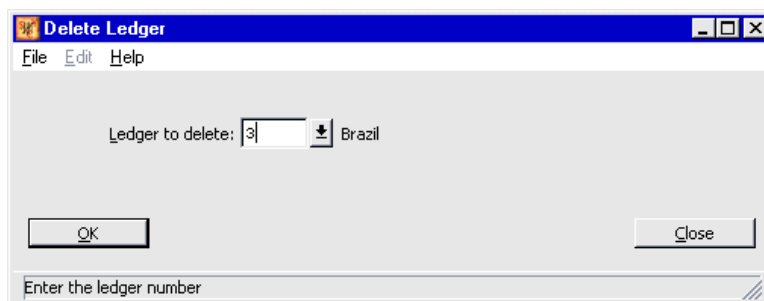 Delete Ledger
File Edit Help
Ledger to delete: 3 Brazil
OK Close
Enter the ledger number